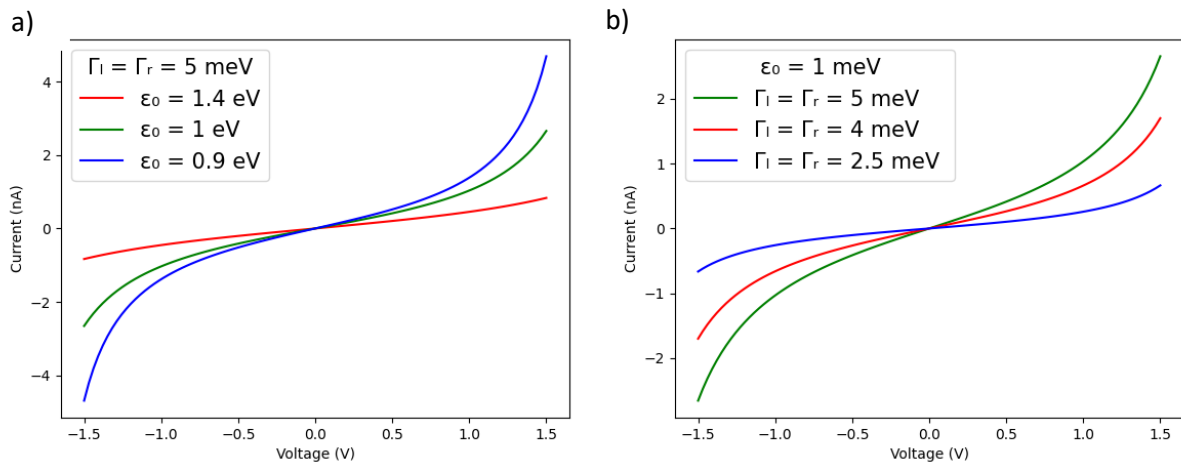 a)
Γₗ = Γᵣ = 5 meV
ε₀ = 1.4 eV
ε₀ = 1 eV
ε₀ = 0.9 eV
Current (nA)
4
2
0
−2
−4
−1.5 −1.0 −0.5 0.0 0.5 1.0 1.5
Voltage (V)
b)
ε₀ = 1 meV
Γₗ = Γᵣ = 5 meV
Γₗ = Γᵣ = 4 meV
Γₗ = Γᵣ = 2.5 meV
Current (nA)
2
1
0
−1
−2
−1.5 −1.0 −0.5 0.0 0.5 1.0 1.5
Voltage (V)